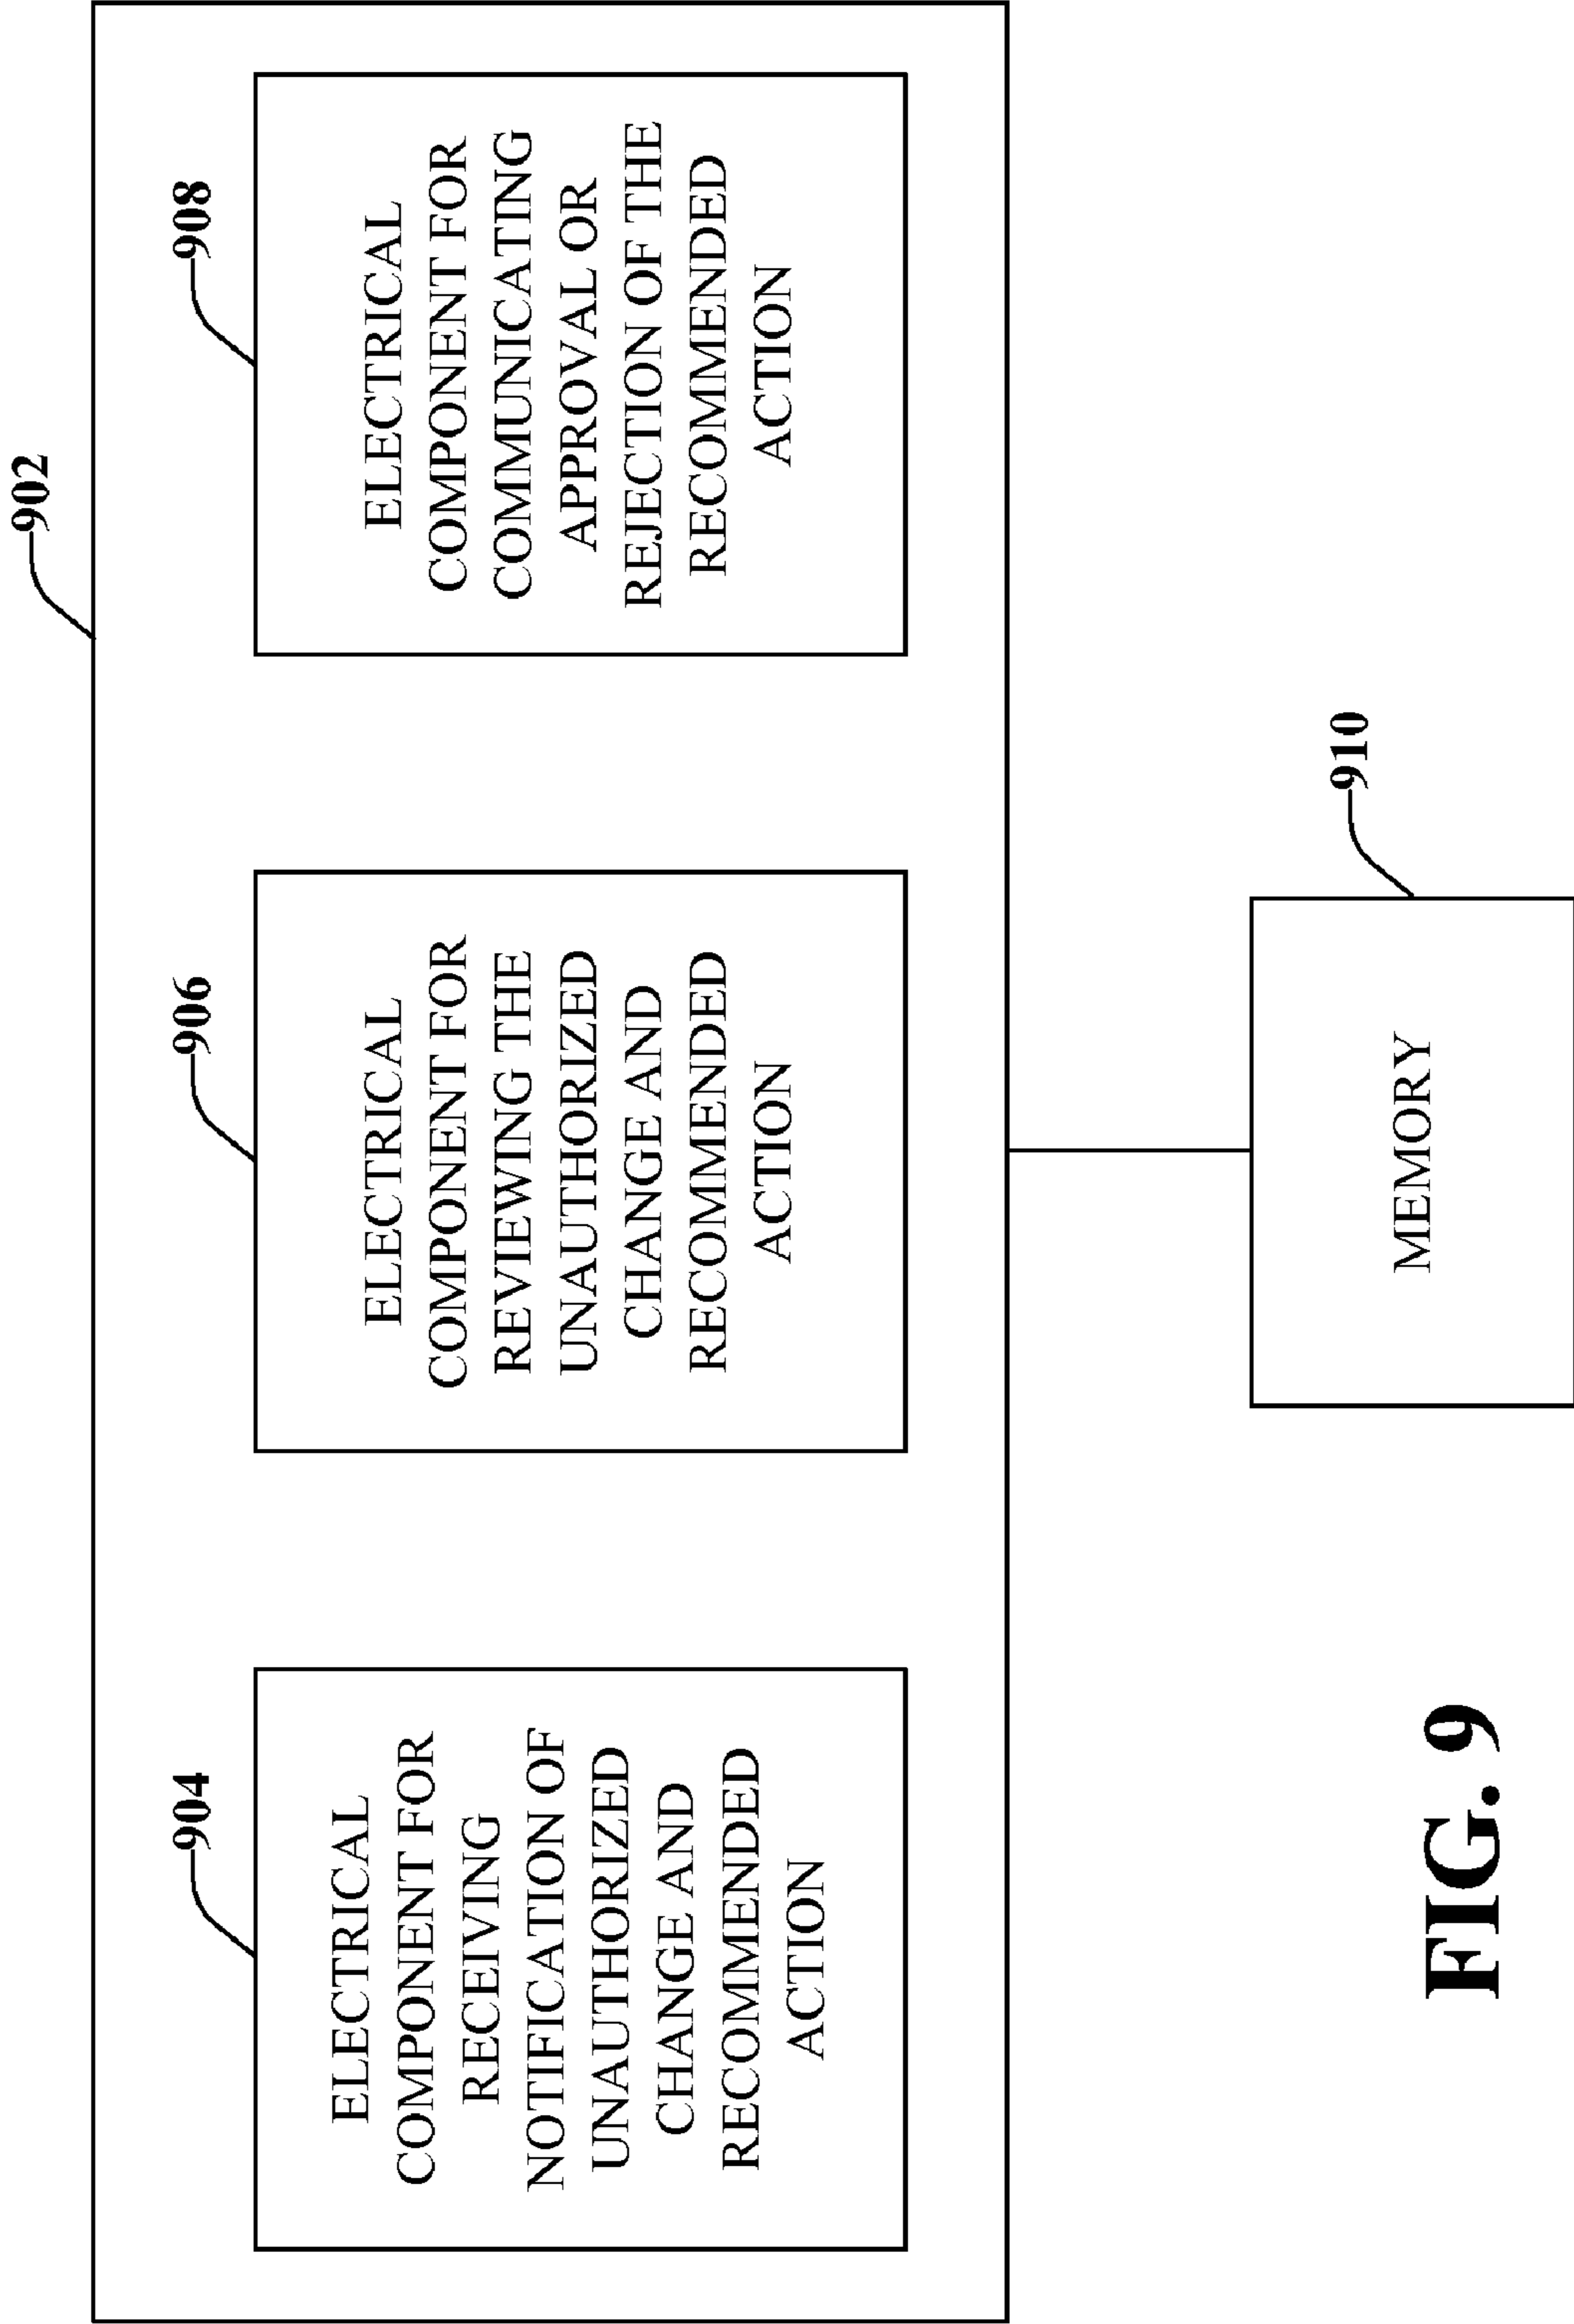 902
904
ELECTRICAL
COMPONENT FOR
RECEIVING
NOTIFICATION OF
UNAUTHORIZED
CHANGE AND
RECOMMENDED
ACTION
906
ELECTRICAL
COMPONENT FOR
REVIEWING THE
UNAUTHORIZED
CHANGE AND
RECOMMENDED
ACTION
908
ELECTRICAL
COMPONENT FOR
COMMUNICATING
APPROVAL OR
REJECTION OF THE
RECOMMENDED
ACTION
910
MEMORY
FIG. 9